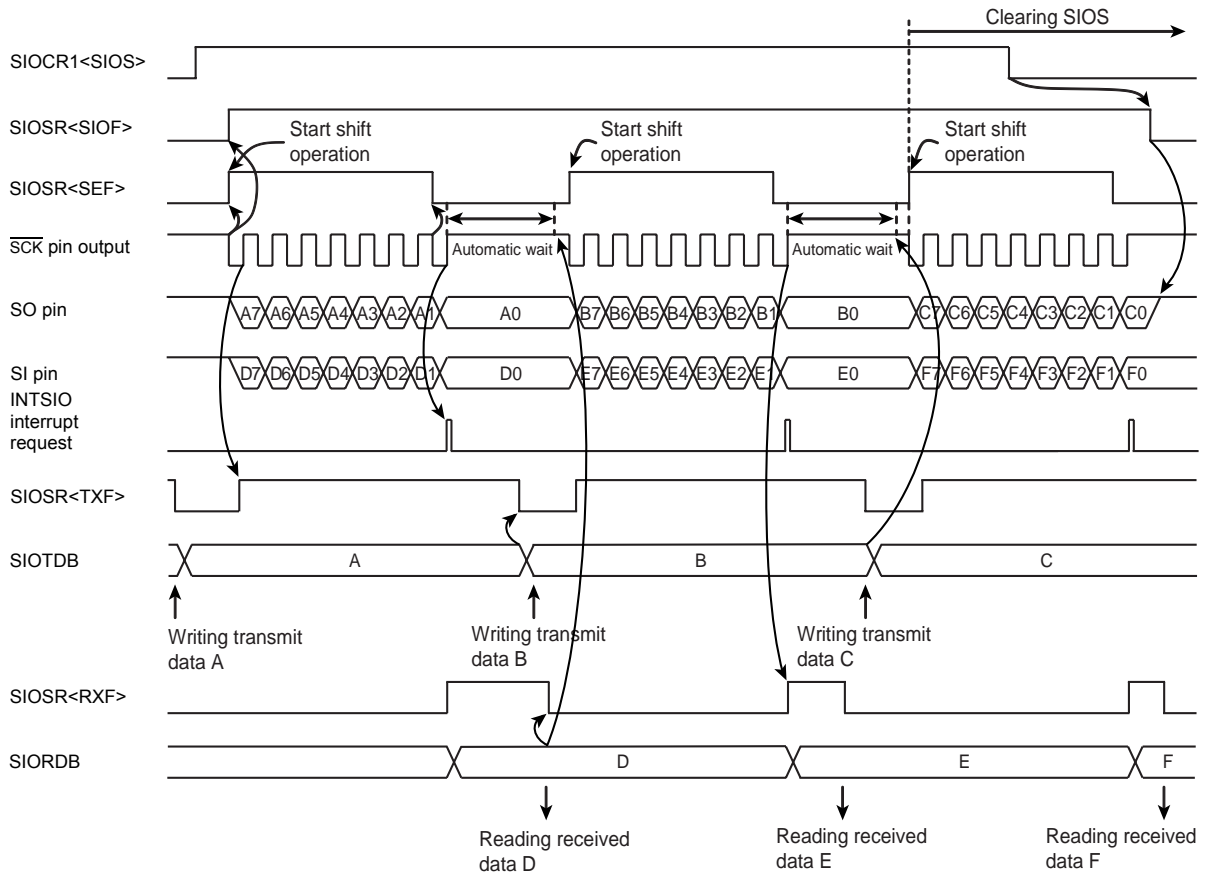 Clearing SIOS
SIOCR1<SIOS>
SIOSR<SIOF>
Start shift
operation
Start shift
operation
Start shift
operation
SIOSR<SEF>
SCK pin output
Automatic wait
Automatic wait
SO pin
A7 A6 A5 A4 A3 A2 A1 A0 B7 B6 B5 B4 B3 B2 B1 B0 C7 C6 C5 C4 C3 C2 C1 C0
SI pin
D7 D6 D5 D4 D3 D2 D1 D0 E7 E6 E5 E4 E3 E2 E1 E0 F7 F6 F5 F4 F3 F2 F1 F0
INTSIO
interrupt
request
SIOSR<TXF>
SIOTDB
A B C
Writing transmit
data A
Writing transmit
data B
Writing transmit
data C
SIOSR<RXF>
SIORDB
D E F
Reading received
data D
Reading received
data E
Reading received
data F